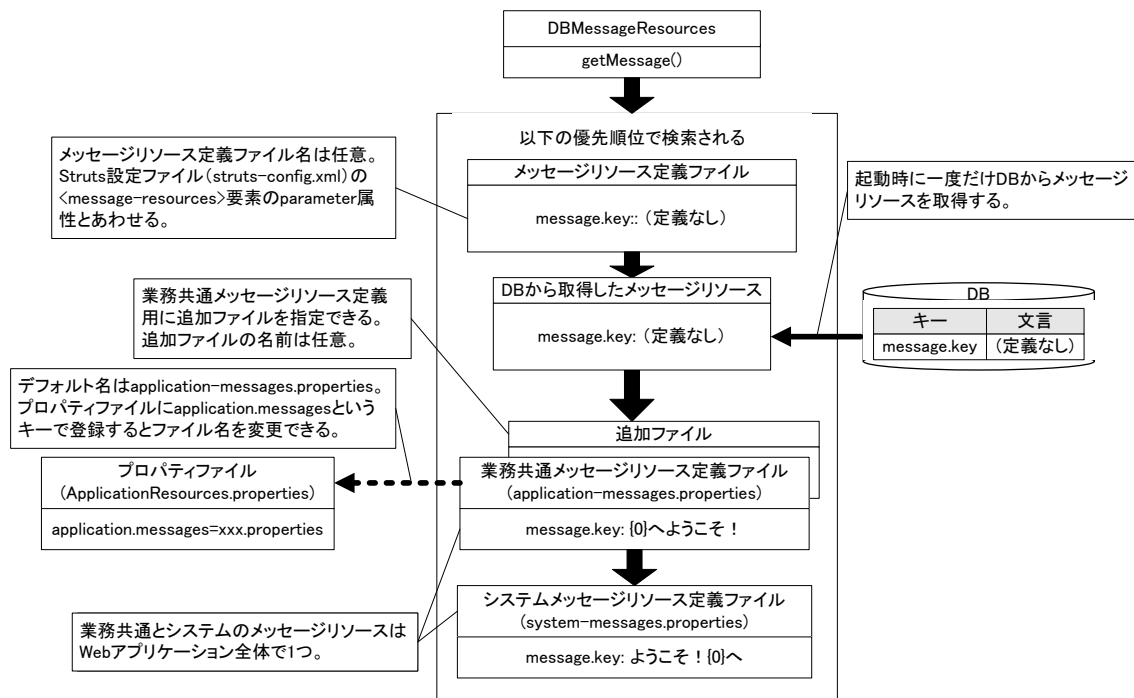 DBMessageResources
getMessage()
以下の優先順位で検索される
メッセージリソース定義ファイル名は任意。
Struts設定ファイル(struts-config.xml)の
<message-resources>要素のparameter属
性とあわせる。
メッセージリソース定義ファイル
message.key:: (定義なし)
起動時に一度だけDBからメッセージ
リソースを取得する。
業務共通メッセージリソース定義
用に追加ファイルを指定できる。
追加ファイルの名前は任意。
DBから取得したメッセージリソース
message.key: (定義なし)
DB
キー 文言
message.key (定義なし)
デフォルト名はapplication-messages.properties。
プロパティファイルにapplication.messagesという
キーで登録するとファイル名を変更できる。
追加ファイル
プロパティファイル
(ApplicationResources.properties)
application.messages=xxx.properties
業務共通メッセージリソース定義ファイル
(application-messages.properties)
message.key: {0}へようこそ!
業務共通とシステムのメッセージリソースは
Webアプリケーション全体で1つ。
システムメッセージリソース定義ファイル
(system-messages.properties)
message.key: ようこそ!{0}へ